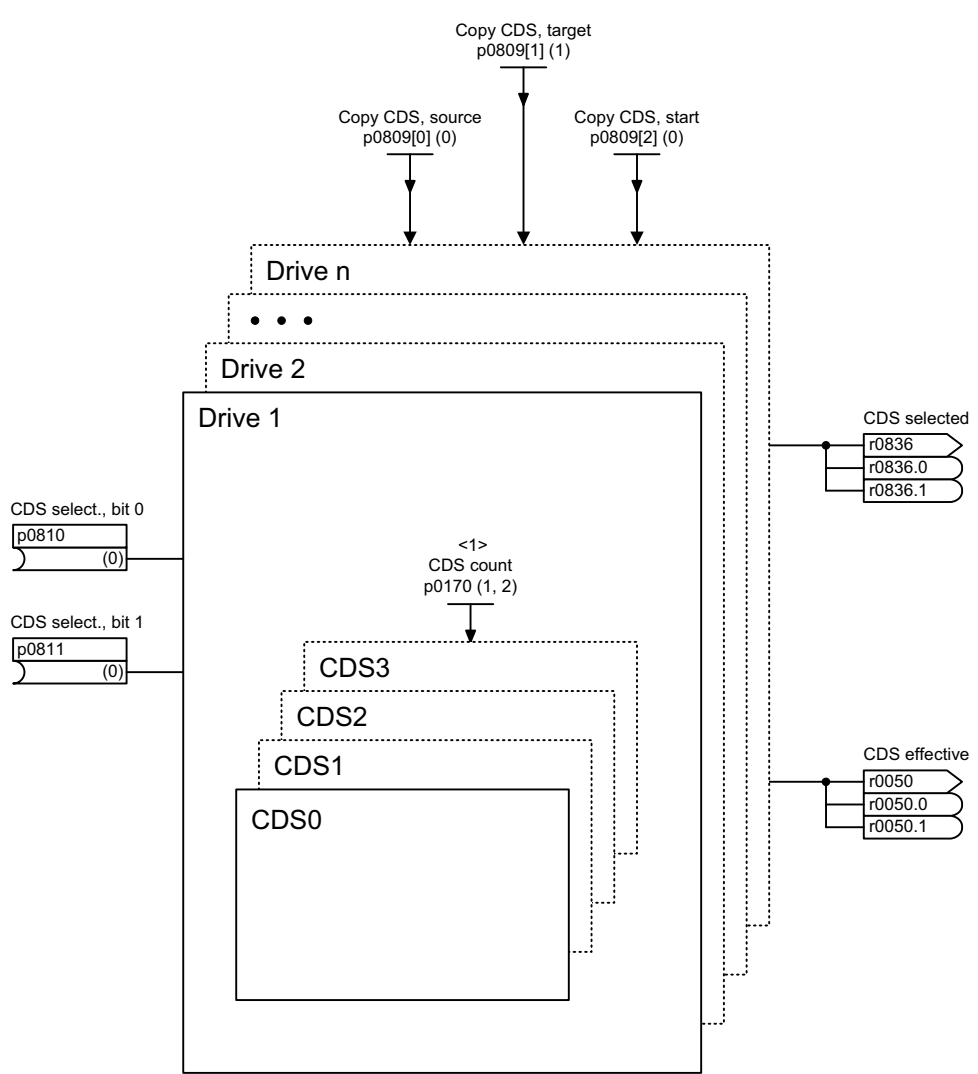 Copy CDS, target
p0809[1] (1)
Copy CDS, source
p0809[0] (0)
Copy CDS, start
p0809[2] (0)
Drive n
• • •
Drive 2
Drive 1
CDS selected
r0836
r0836.0
r0836.1
CDS select., bit 0
p0810
(0)
<1>
CDS count
p0170 (1, 2)
CDS select., bit 1
p0811
(0)
CDS3
CDS2
CDS1
CDS0
CDS effective
r0050
r0050.0
r0050.1